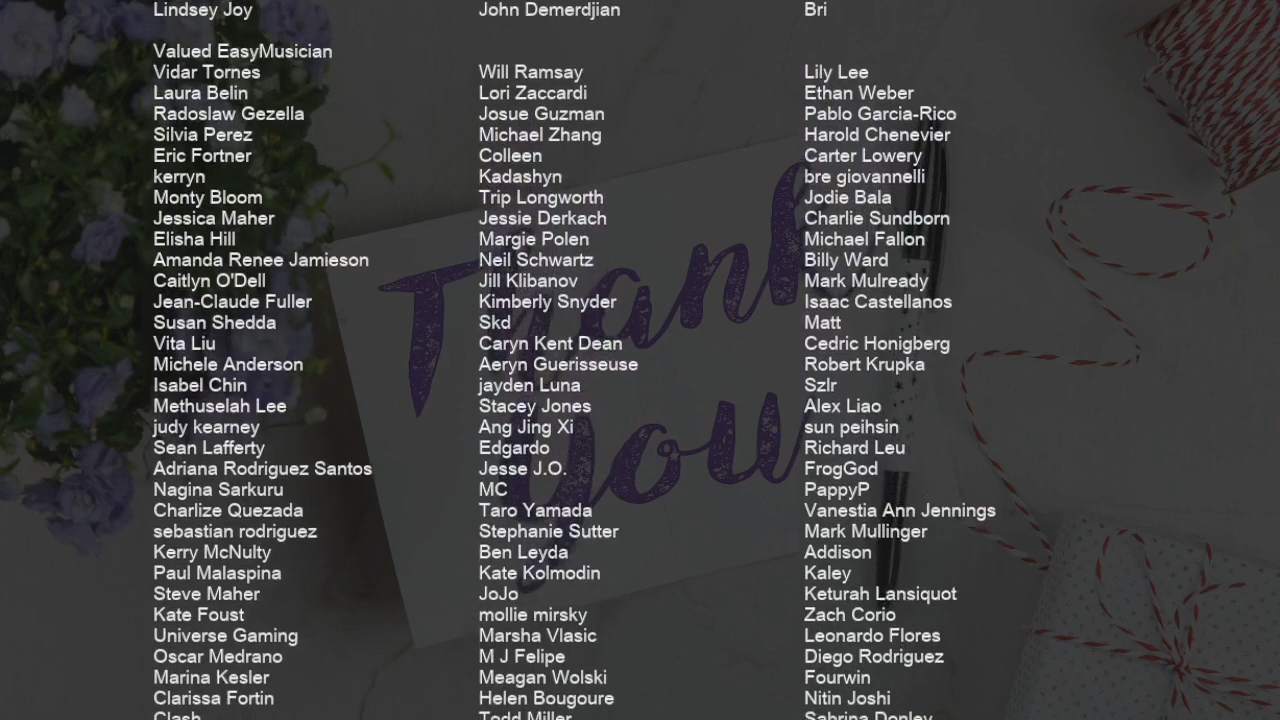 Lindsey Joy John Demerdjian Bri
Valued EasyMusician
Vidar Tornes Will Ramsay Lily Lee
Laura Belin Lori Zaccardi Ethan Weber
Radoslaw Gezella Josue Guzman Pablo Garcia-Rico
Silvia Perez Michael Zhang Harold Chenevier
Eric Fortner Colleen Carter Lowery
kerryn Kadashyn bre giovannelli
Monty Bloom Trip Longworth Jodie Bala
Jessica Maher Jessie Derkach Charlie Sundborn
Elisha Hill Margie Polen Michael Fallon
Amanda Renee Jamieson Neil Schwartz Billy Ward
Caitlyn O'Dell Jill Klibanov Mark Mulready
Jean-Claude Fuller Kimberly Snyder Isaac Castellanos
Susan Shedda Skd Matt
Vita Liu Caryn Kent Dean Cedric Honigberg
Michele Anderson Aeryn Guerisseuse Robert Krupka
Isabel Chin jayden Luna Szlr
Methuselah Lee Stacey Jones Alex Liao
judy kearney Ang Jing Xi sun peihsin
Sean Lafferty Edgardo Richard Leu
Adriana Rodriguez Santos Jesse J.O. FrogGod
Nagina Sarkuru MC PappyP
Charlize Quezada Taro Yamada Vanestia Ann Jennings
sebastian rodriguez Stephanie Sutter Mark Mullinger
Kerry McNulty Ben Leyda Addison
Paul Malaspina Kate Kolmodin Kaley
Steve Maher JoJo Keturah Lansiquot
Kate Foust mollie mirsky Zach Corio
Universe Gaming Marsha Vlasic Leonardo Flores
Oscar Medrano M J Felipe Diego Rodriguez
Marina Kesler Meagan Wolski Fourwin
Clarissa Fortin Helen Bougoure Nitin Joshi
Clash Todd Miller Sabrina Donley
Thank
you